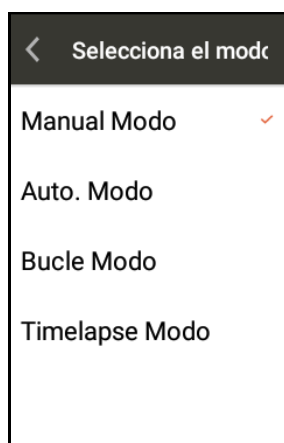 Selecciona el modo
Manual Modo
Auto. Modo
Bucle Modo
Timelapse Modo